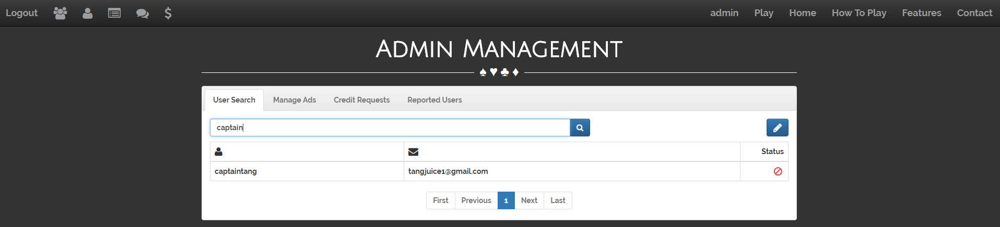 Logout admin Play Home How To Play Features Contact
Admin Management
User Search Manage Ads Credit Requests Reported Users
captain
Status
captaintang tangjuice1@gmail.com
First Previous 1 Next Last